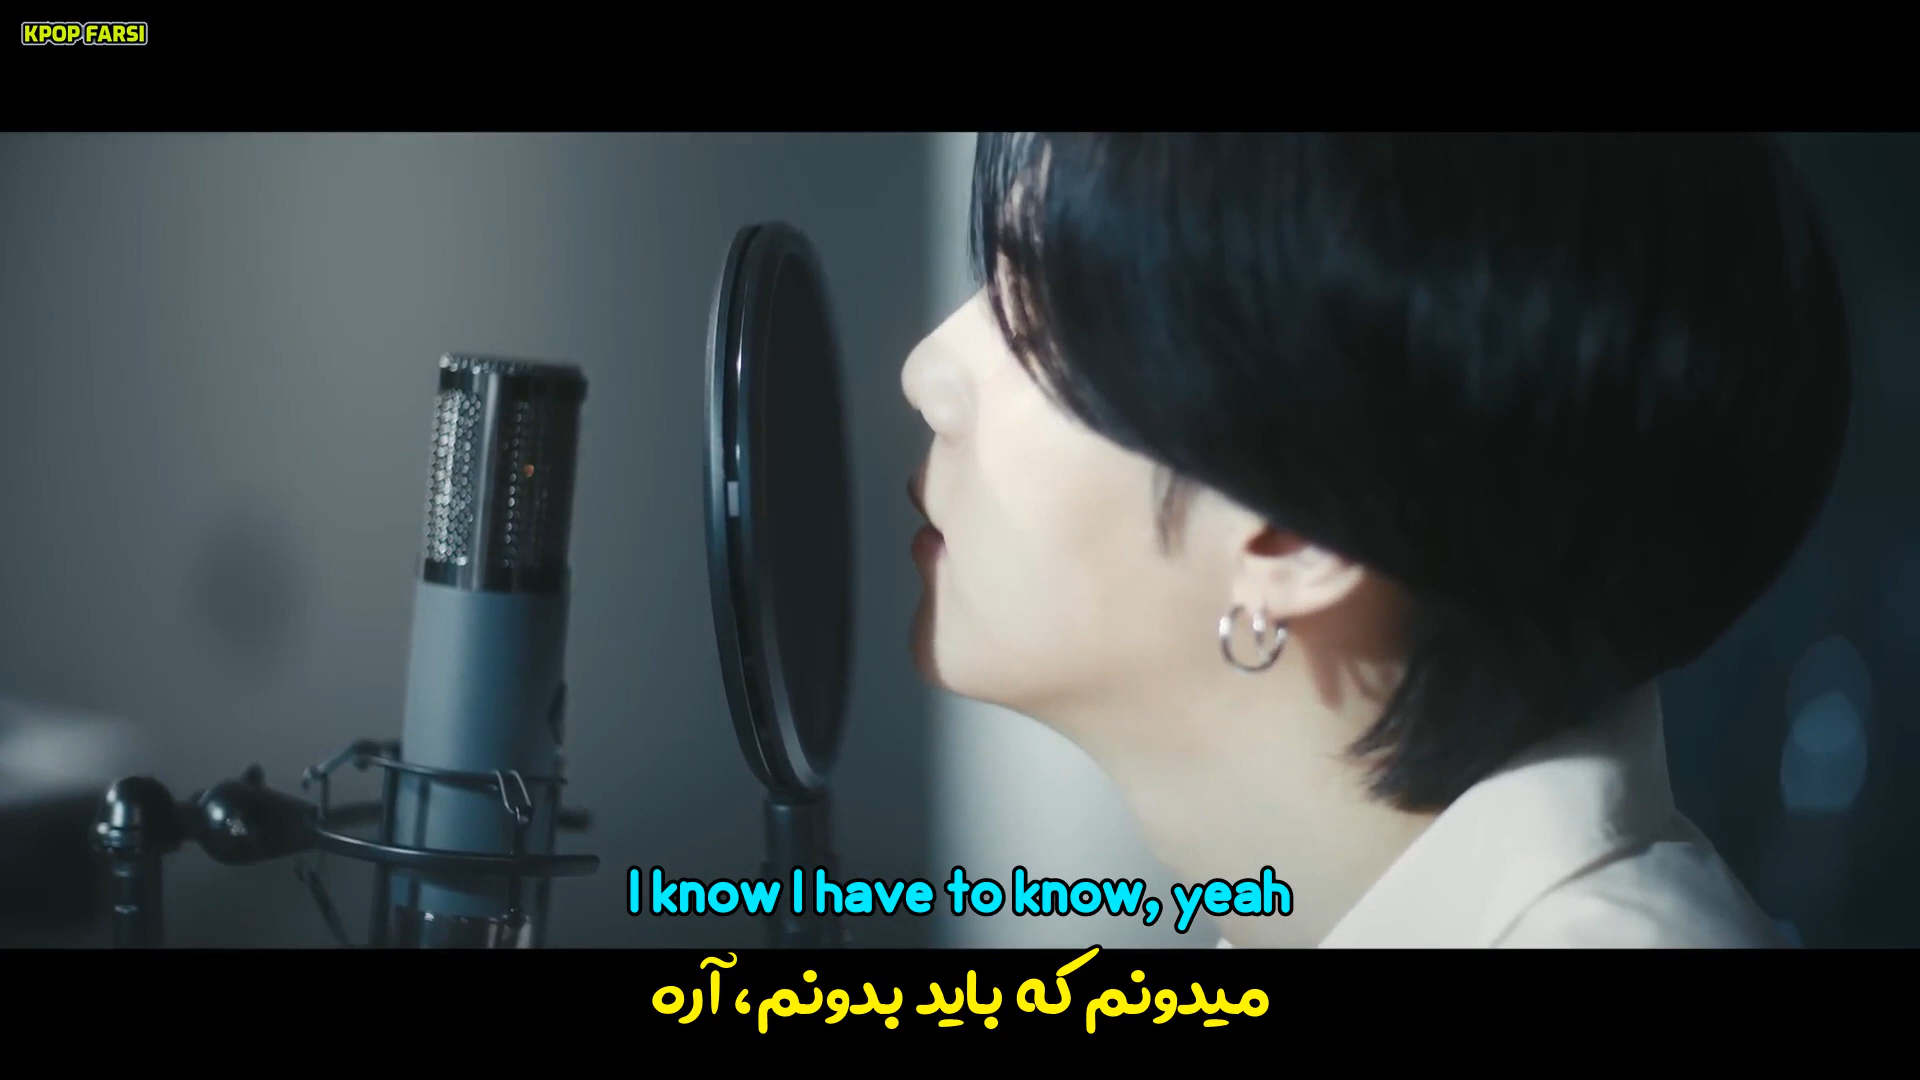 KPOP FARSI
I know I have to know, yeah
میدونم که باید بدونم، آره